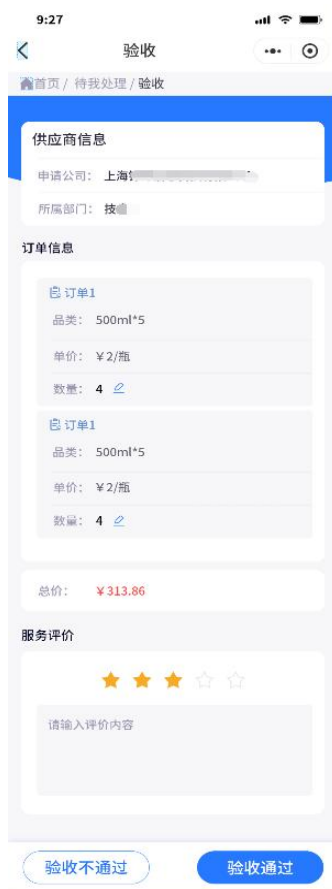 9:27
验收
首页 / 待我处理 / 验收
供应商信息
申请公司： 上海
所属部门： 技
订单信息
订单1
品类： 500ml*5
单价： ￥2/瓶
数量： 4
订单1
品类： 500ml*5
单价： ￥2/瓶
数量： 4
总价： ￥313.86
服务评价
请输入评价内容
验收不通过
验收通过